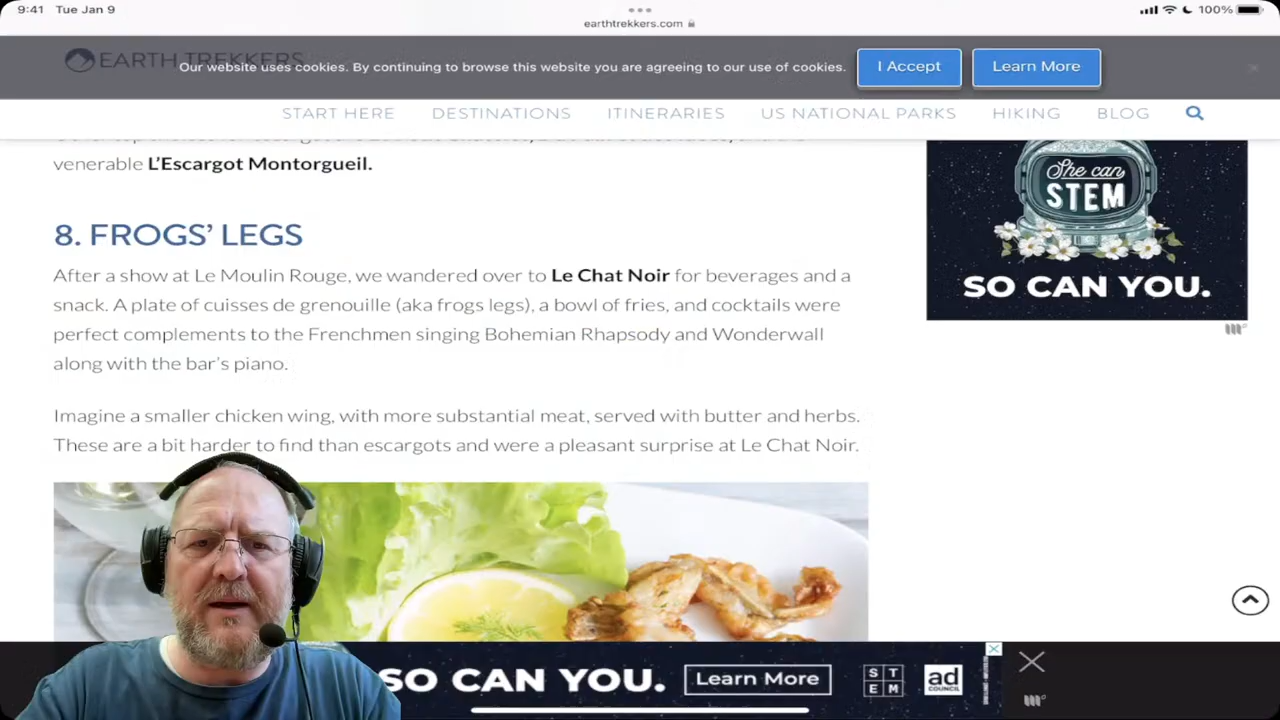 9:41 Tue Jan 9
100%
earthtrekkers.com
EARTH TREKKERS
Our website uses cookies. By continuing to browse this website you are agreeing to our use of cookies.
I Accept
Learn More
START HERE
DESTINATIONS
ITINERARIES
US NATIONAL PARKS
HIKING
BLOG
venerable L’Escargot Montorgueil.
She can
STEM
SO CAN YOU.
8. FROGS’ LEGS
After a show at Le Moulin Rouge, we wandered over to Le Chat Noir for beverages and a
snack. A plate of cuisses de grenouille (aka frogs legs), a bowl of fries, and cocktails were
perfect complements to the Frenchmen singing Bohemian Rhapsody and Wonderwall
along with the bar’s piano.
Imagine a smaller chicken wing, with more substantial meat, served with butter and herbs.
These are a bit harder to find than escargots and were a pleasant surprise at Le Chat Noir.
SO CAN YOU.
Learn More
ST
EM
ad
COUNCIL